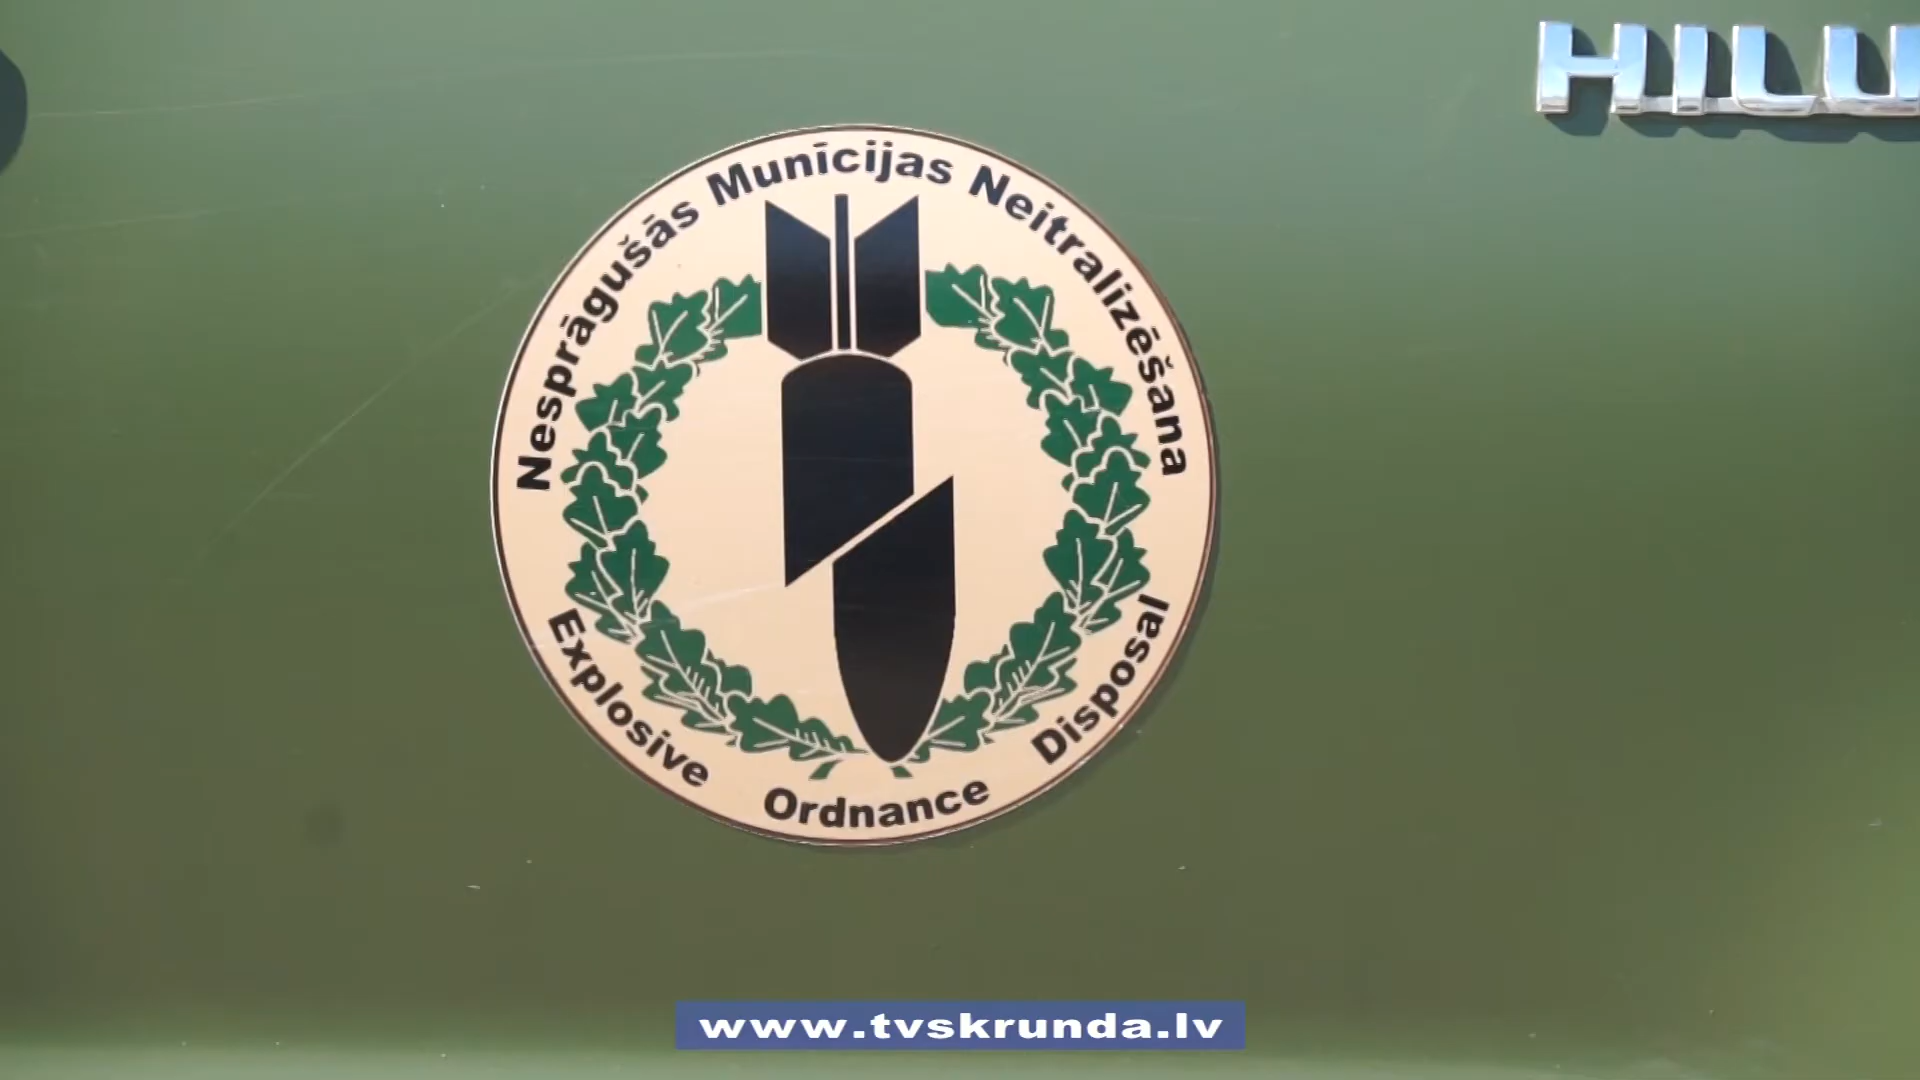 HILU
Nesprāgušās Munīcijas Neitralizēšana
Explosive Ordnance Disposal
www.tvskrunda.lv